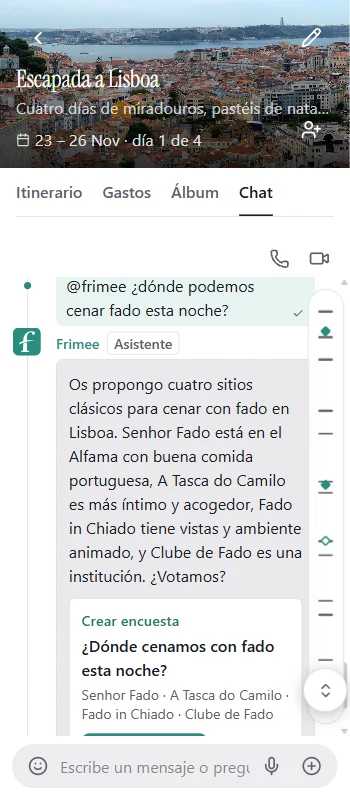 Escapada a Lisboa
Cuatro días de miradouros, pastéis de nata...
23 – 26 Nov · día 1 de 4
Itinerario Gastos Álbum Chat
@frimee ¿dónde podemos
cenar fado esta noche?
Frimee Asistente
Os propongo cuatro sitios
clásicos para cenar con fado en
Lisboa. Senhor Fado está en el
Alfama con buena comida
portuguesa, A Tasca do Camilo
es más íntimo y acogedor, Fado
in Chiado tiene vistas y ambiente
animado, y Clube de Fado es una
institución. ¿Votamos?
Crear encuesta
¿Dónde cenamos con fado
esta noche?
Senhor Fado · A Tasca do Camilo ·
Fado in Chiado · Clube de Fado
Escribe un mensaje o pregu